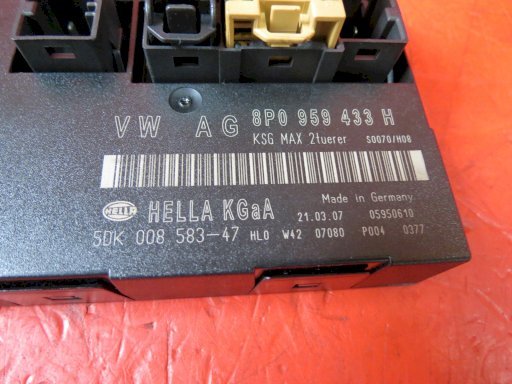 VW AG 8P0 959 433 H
KSG MAX 2tuerer S0070/H08
HELLA HELLA KGaA 21.03.07 Made in Germany 05950610
5DK 008 583-47 HL0 W42 07080 P004 0377